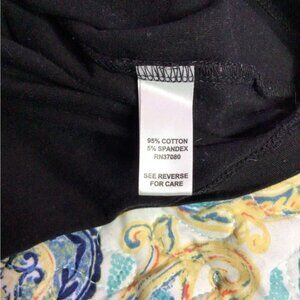 95% COTTON
5% SPANDEX
RN37080
SEE REVERSE
FOR CARE